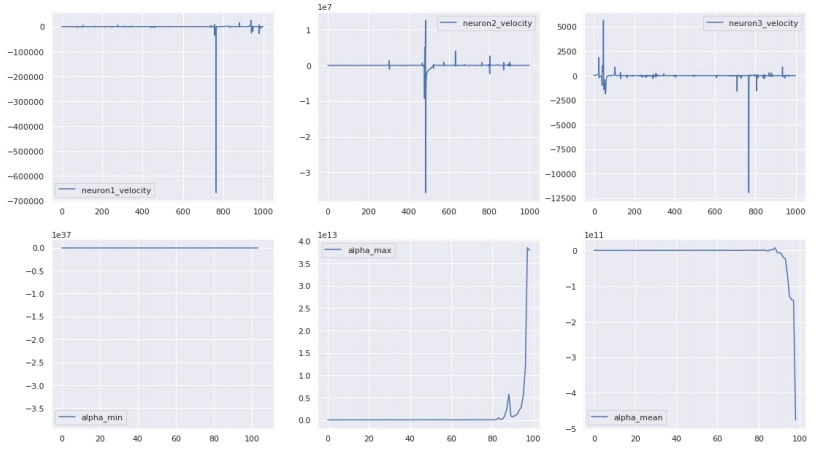 0
−100000
−200000
−300000
−400000
−500000
−600000
−700000
neuron1_velocity
0 200 400 600 800 1000
1e7
1
0
−1
−2
−3
neuron2_velocity
0 200 400 600 800 1000
5000
2500
0
−2500
−5000
−7500
−10000
−12500
neuron3_velocity
0 200 400 600 800 1000
1e37
0.0
−0.5
−1.0
−1.5
−2.0
−2.5
−3.0
−3.5
alpha_min
0 20 40 60 80 100
1e13
4.0
3.5
3.0
2.5
2.0
1.5
1.0
0.5
0.0
alpha_max
0 20 40 60 80 100
1e11
0
−1
−2
−3
−4
−5
alpha_mean
0 20 40 60 80 100